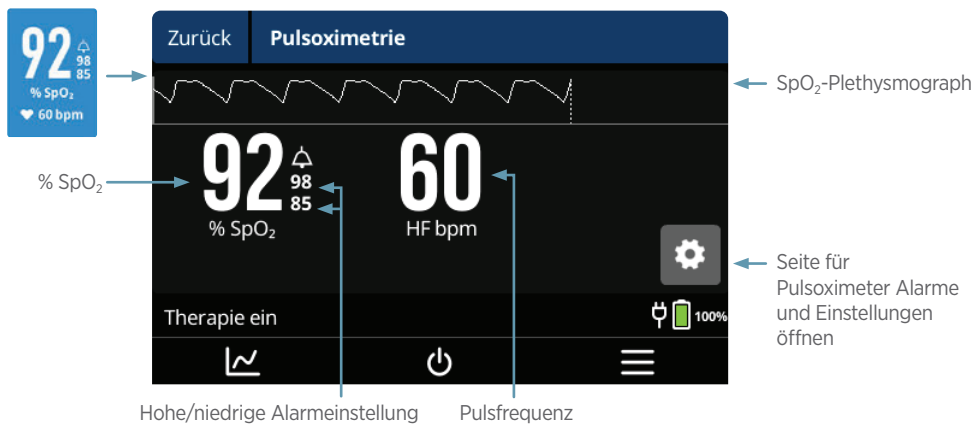 92
98
85
% SpO₂
60 bpm
Zurück Pulsoximetrie
SpO₂-Plethysmograph
% SpO₂
92
98
85
% SpO₂
60
HF bpm
Seite für
Pulsoximeter Alarme
und Einstellungen
öffnen
Therapie ein 100%
Hohe/niedrige Alarmeinstellung Pulsfrequenz